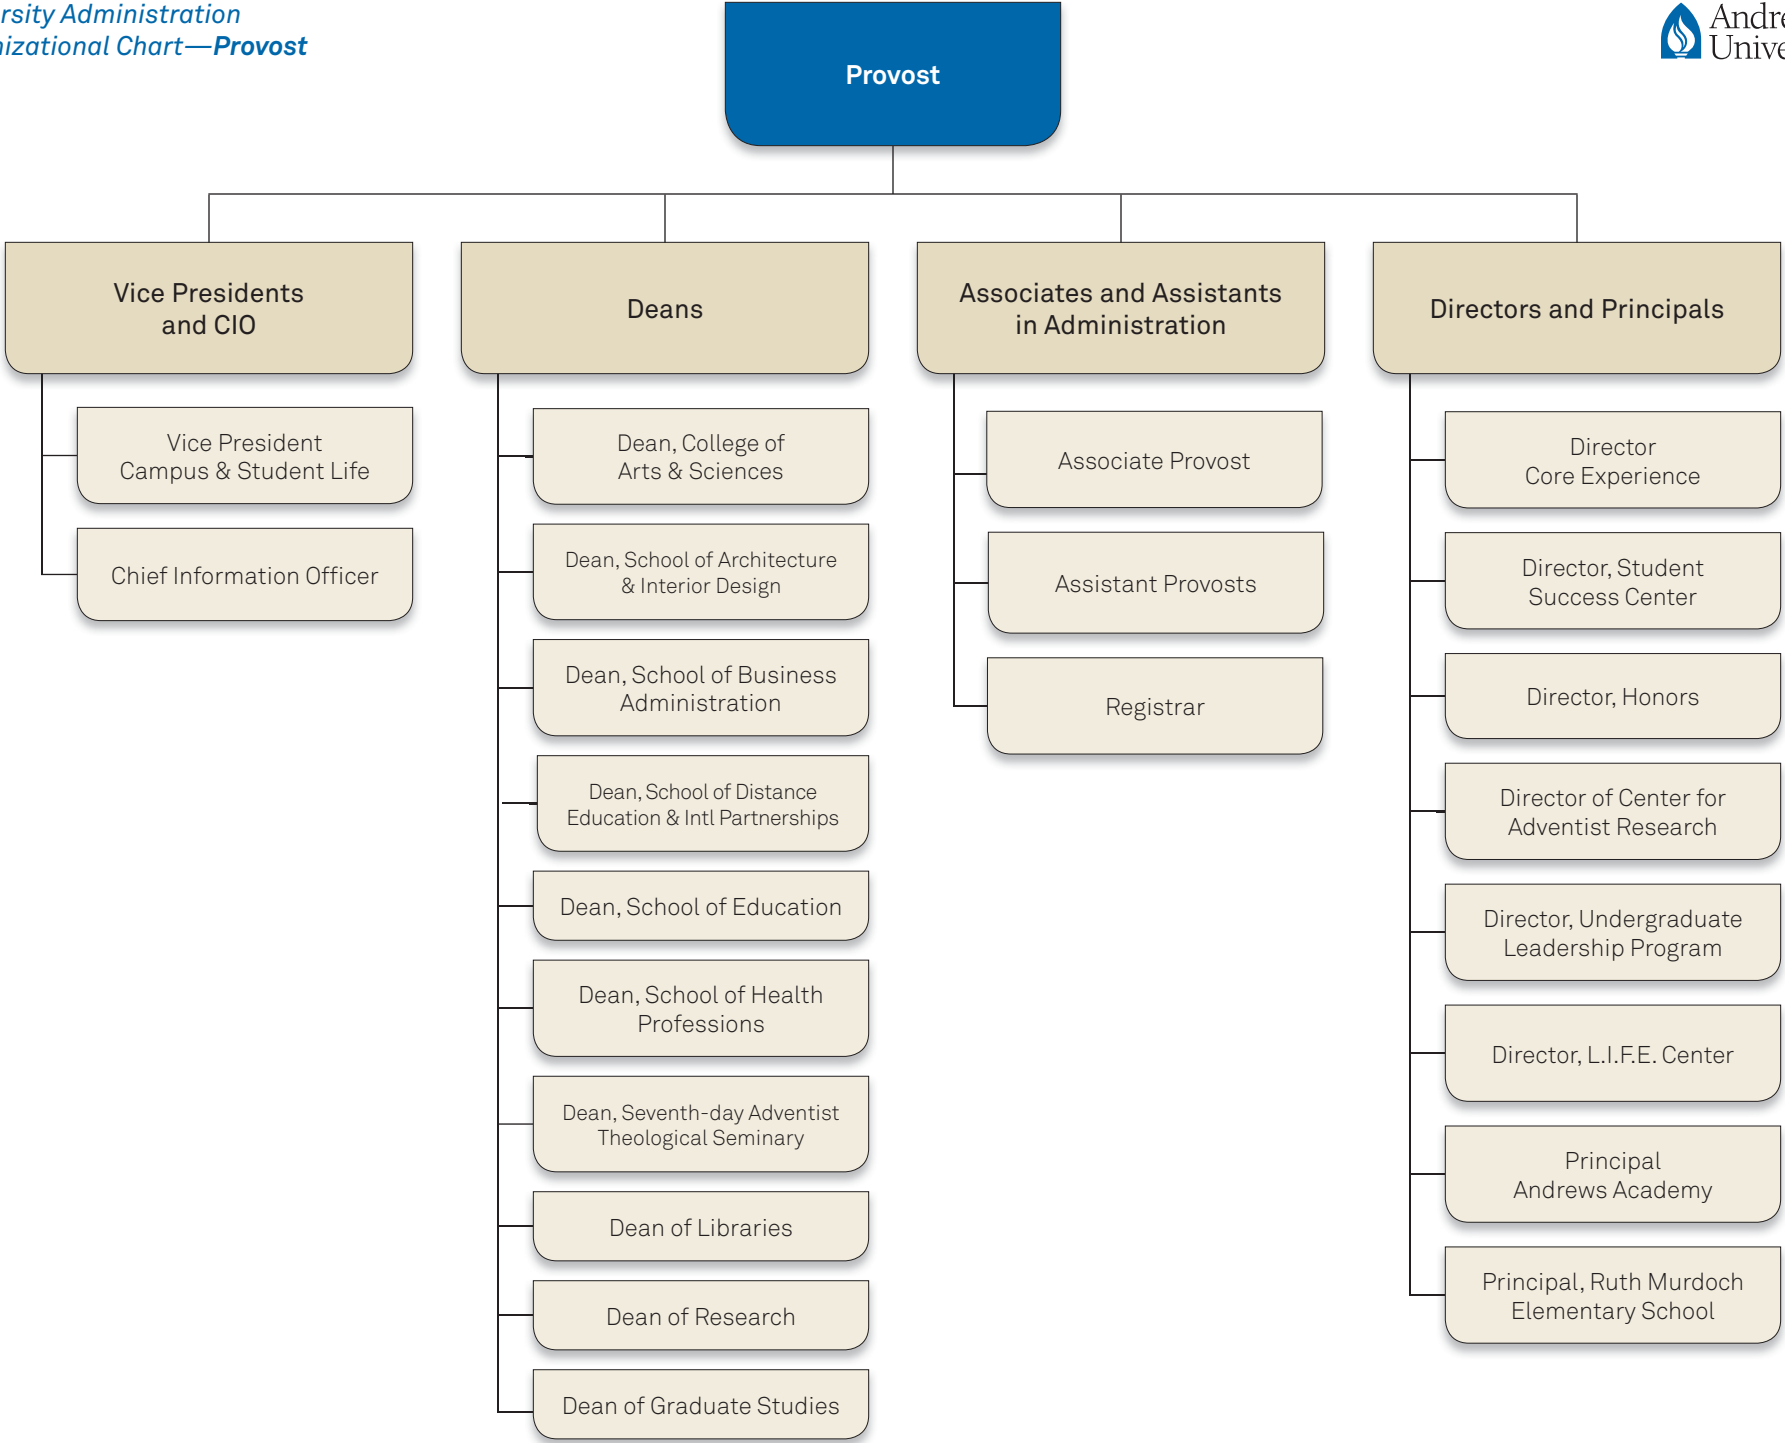 rsity Administration
nizational Chart—Provost
Andre
Unive
Provost
Vice Presidents
and CIO
Vice President
Campus & Student Life
Chief Information Officer
Deans
Dean, College of
Arts & Sciences
Dean, School of Architecture
& Interior Design
Dean, School of Business
Administration
Dean, School of Distance
Education & Intl Partnerships
Dean, School of Education
Dean, School of Health
Professions
Dean, Seventh-day Adventist
Theological Seminary
Dean of Libraries
Dean of Research
Dean of Graduate Studies
Associates and Assistants
in Administration
Associate Provost
Assistant Provosts
Registrar
Directors and Principals
Director
Core Experience
Director, Student
Success Center
Director, Honors
Director of Center for
Adventist Research
Director, Undergraduate
Leadership Program
Director, L.I.F.E. Center
Principal
Andrews Academy
Principal, Ruth Murdoch
Elementary School